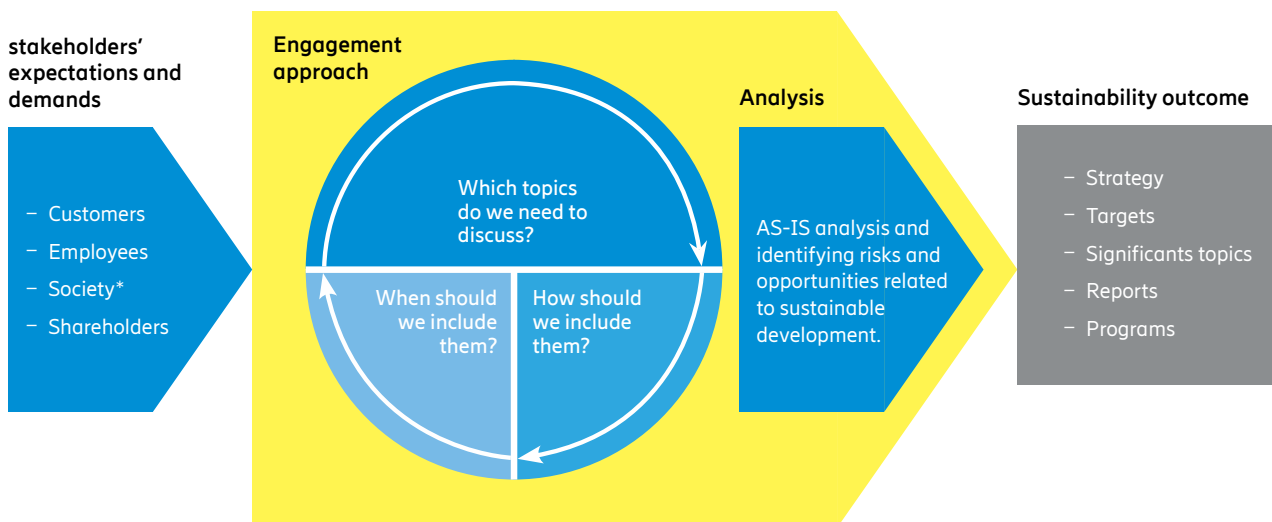 stakeholders’
expectations and
demands
– Customers
– Employees
– Society*
– Shareholders
Engagement
approach
Which topics
do we need to
discuss?
When should
we include
them?
How should
we include
them?
Analysis
AS-IS analysis and
identifying risks and
opportunities related
to sustainable
development.
Sustainability outcome
– Strategy
– Targets
– Significants topics
– Reports
– Programs